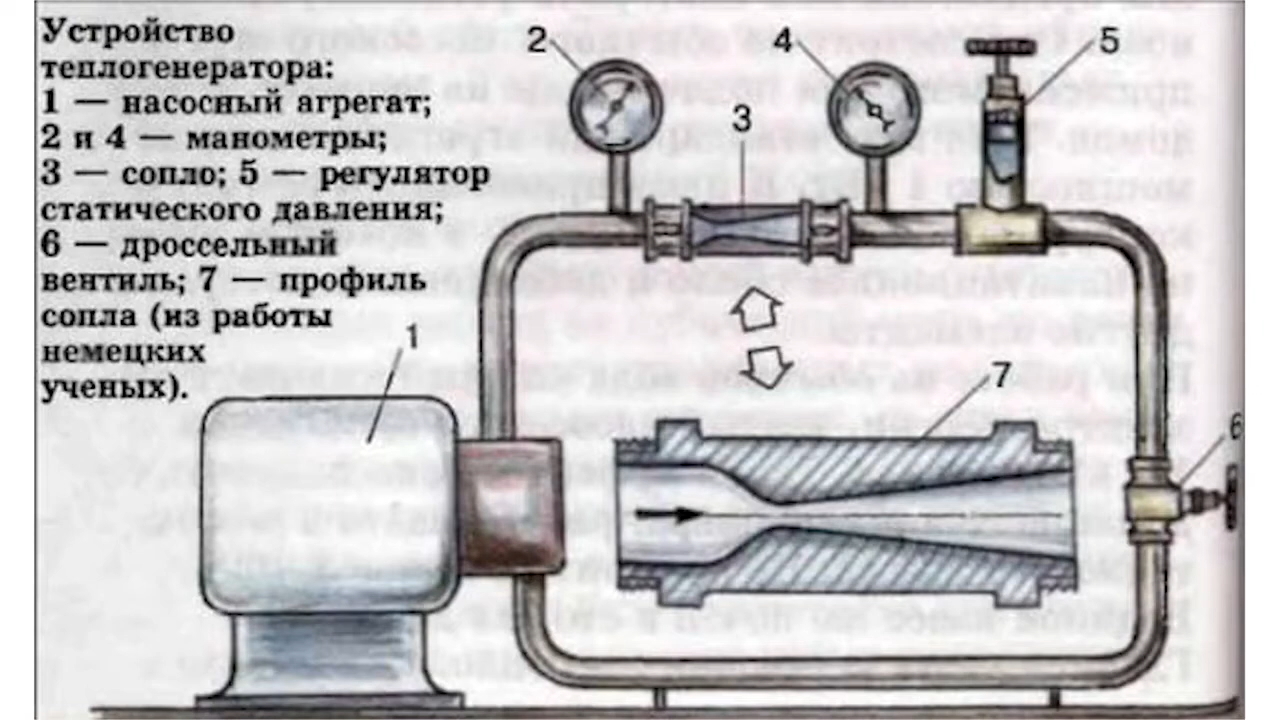 Устройство
теплогенератора:
1 — насосный агрегат;
2 и 4 — манометры;
3 — сопло; 5 — регулятор
статического давления;
6 — дроссельный
вентиль; 7 — профиль
сопла (из работы
немецких
ученых).
2
4
5
3
1
7
6